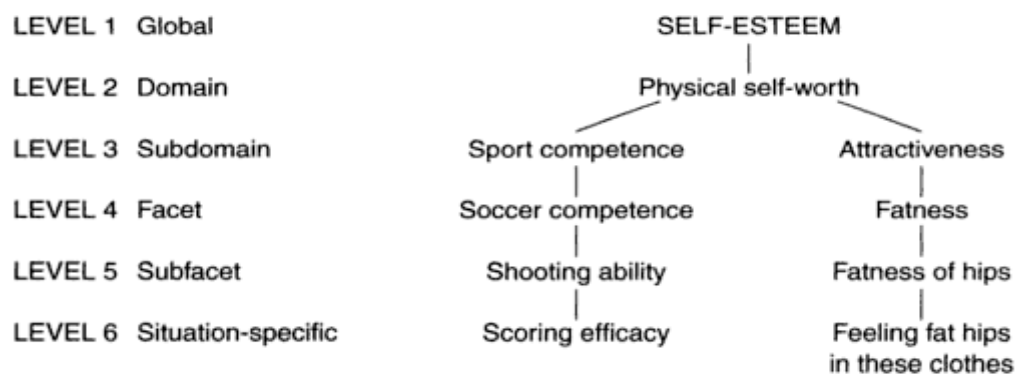 LEVEL 1 Global SELF-ESTEEM
LEVEL 2 Domain Physical self-worth
LEVEL 3 Subdomain Sport competence Attractiveness
LEVEL 4 Facet Soccer competence Fatness
LEVEL 5 Subfacet Shooting ability Fatness of hips
LEVEL 6 Situation-specific Scoring efficacy Feeling fat hips
in these clothes